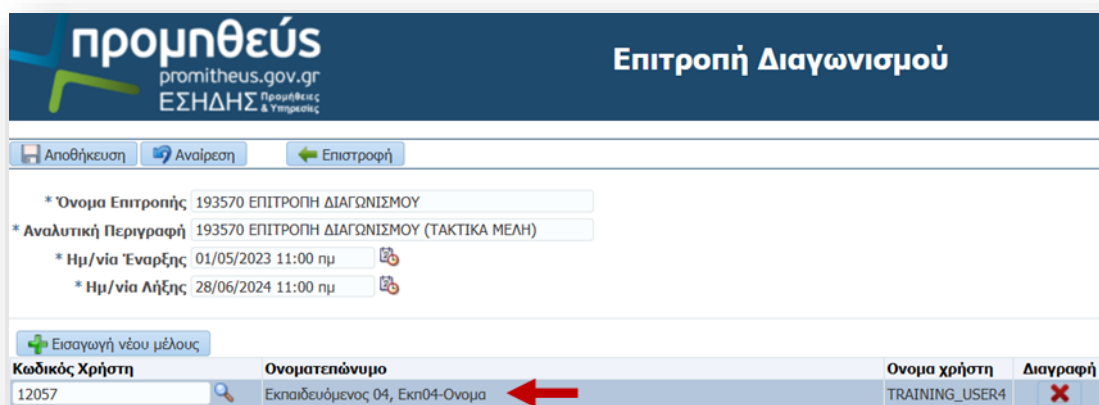 προμηθεύς
promitheus.gov.gr
ΕΣΗΔΗΣ Προμήθειες & Υπηρεσίες
Επιτροπή Διαγωνισμού
Αποθήκευση Αναίρεση Επιστροφή
* Όνομα Επιτροπής 193570 ΕΠΙΤΡΟΠΗ ΔΙΑΓΩΝΙΣΜΟΥ
* Αναλυτική Περιγραφή 193570 ΕΠΙΤΡΟΠΗ ΔΙΑΓΩΝΙΣΜΟΥ (ΤΑΚΤΙΚΑ ΜΕΛΗ)
* Ημ/νία Έναρξης 01/05/2023 11:00 πμ
* Ημ/νία Λήξης 28/06/2024 11:00 πμ
Εισαγωγή νέου μέλους
Κωδικός Χρήστη Ονοματεπώνυμο Ονομα χρήστη Διαγραφή
12057 Εκπαιδευόμενος 04, Εκπ04-Ονομα TRAINING_USER4